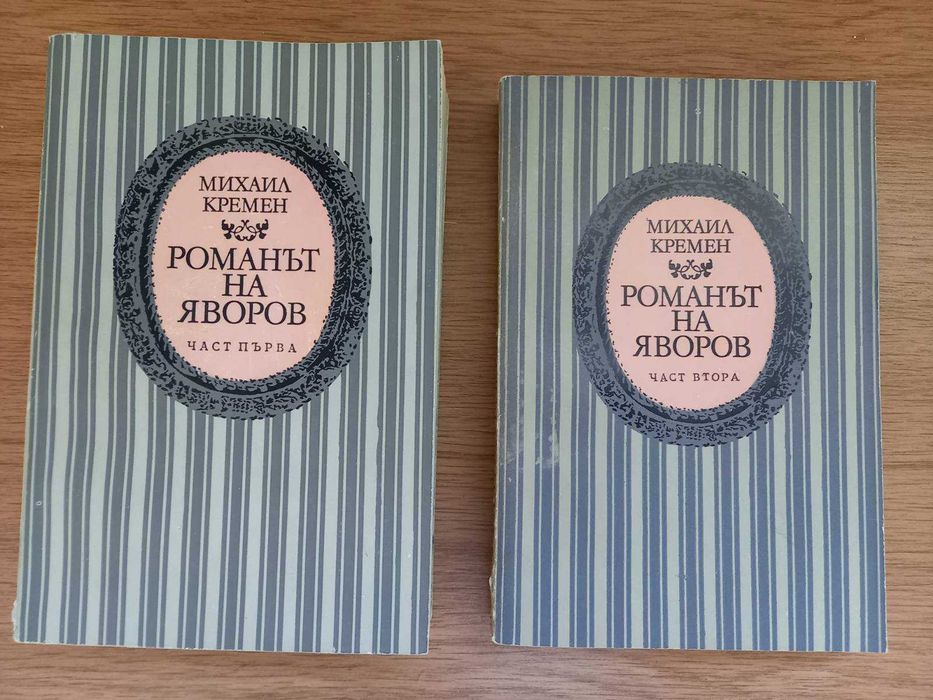 МИХАИЛ
КРЕМЕН
РОМАНЪТ
НА
ЯВОРОВ
ЧАСТ ПЪРВА
МИХАИЛ
КРЕМЕН
РОМАНЪТ
НА
ЯВОРОВ
ЧАСТ ВТОРА